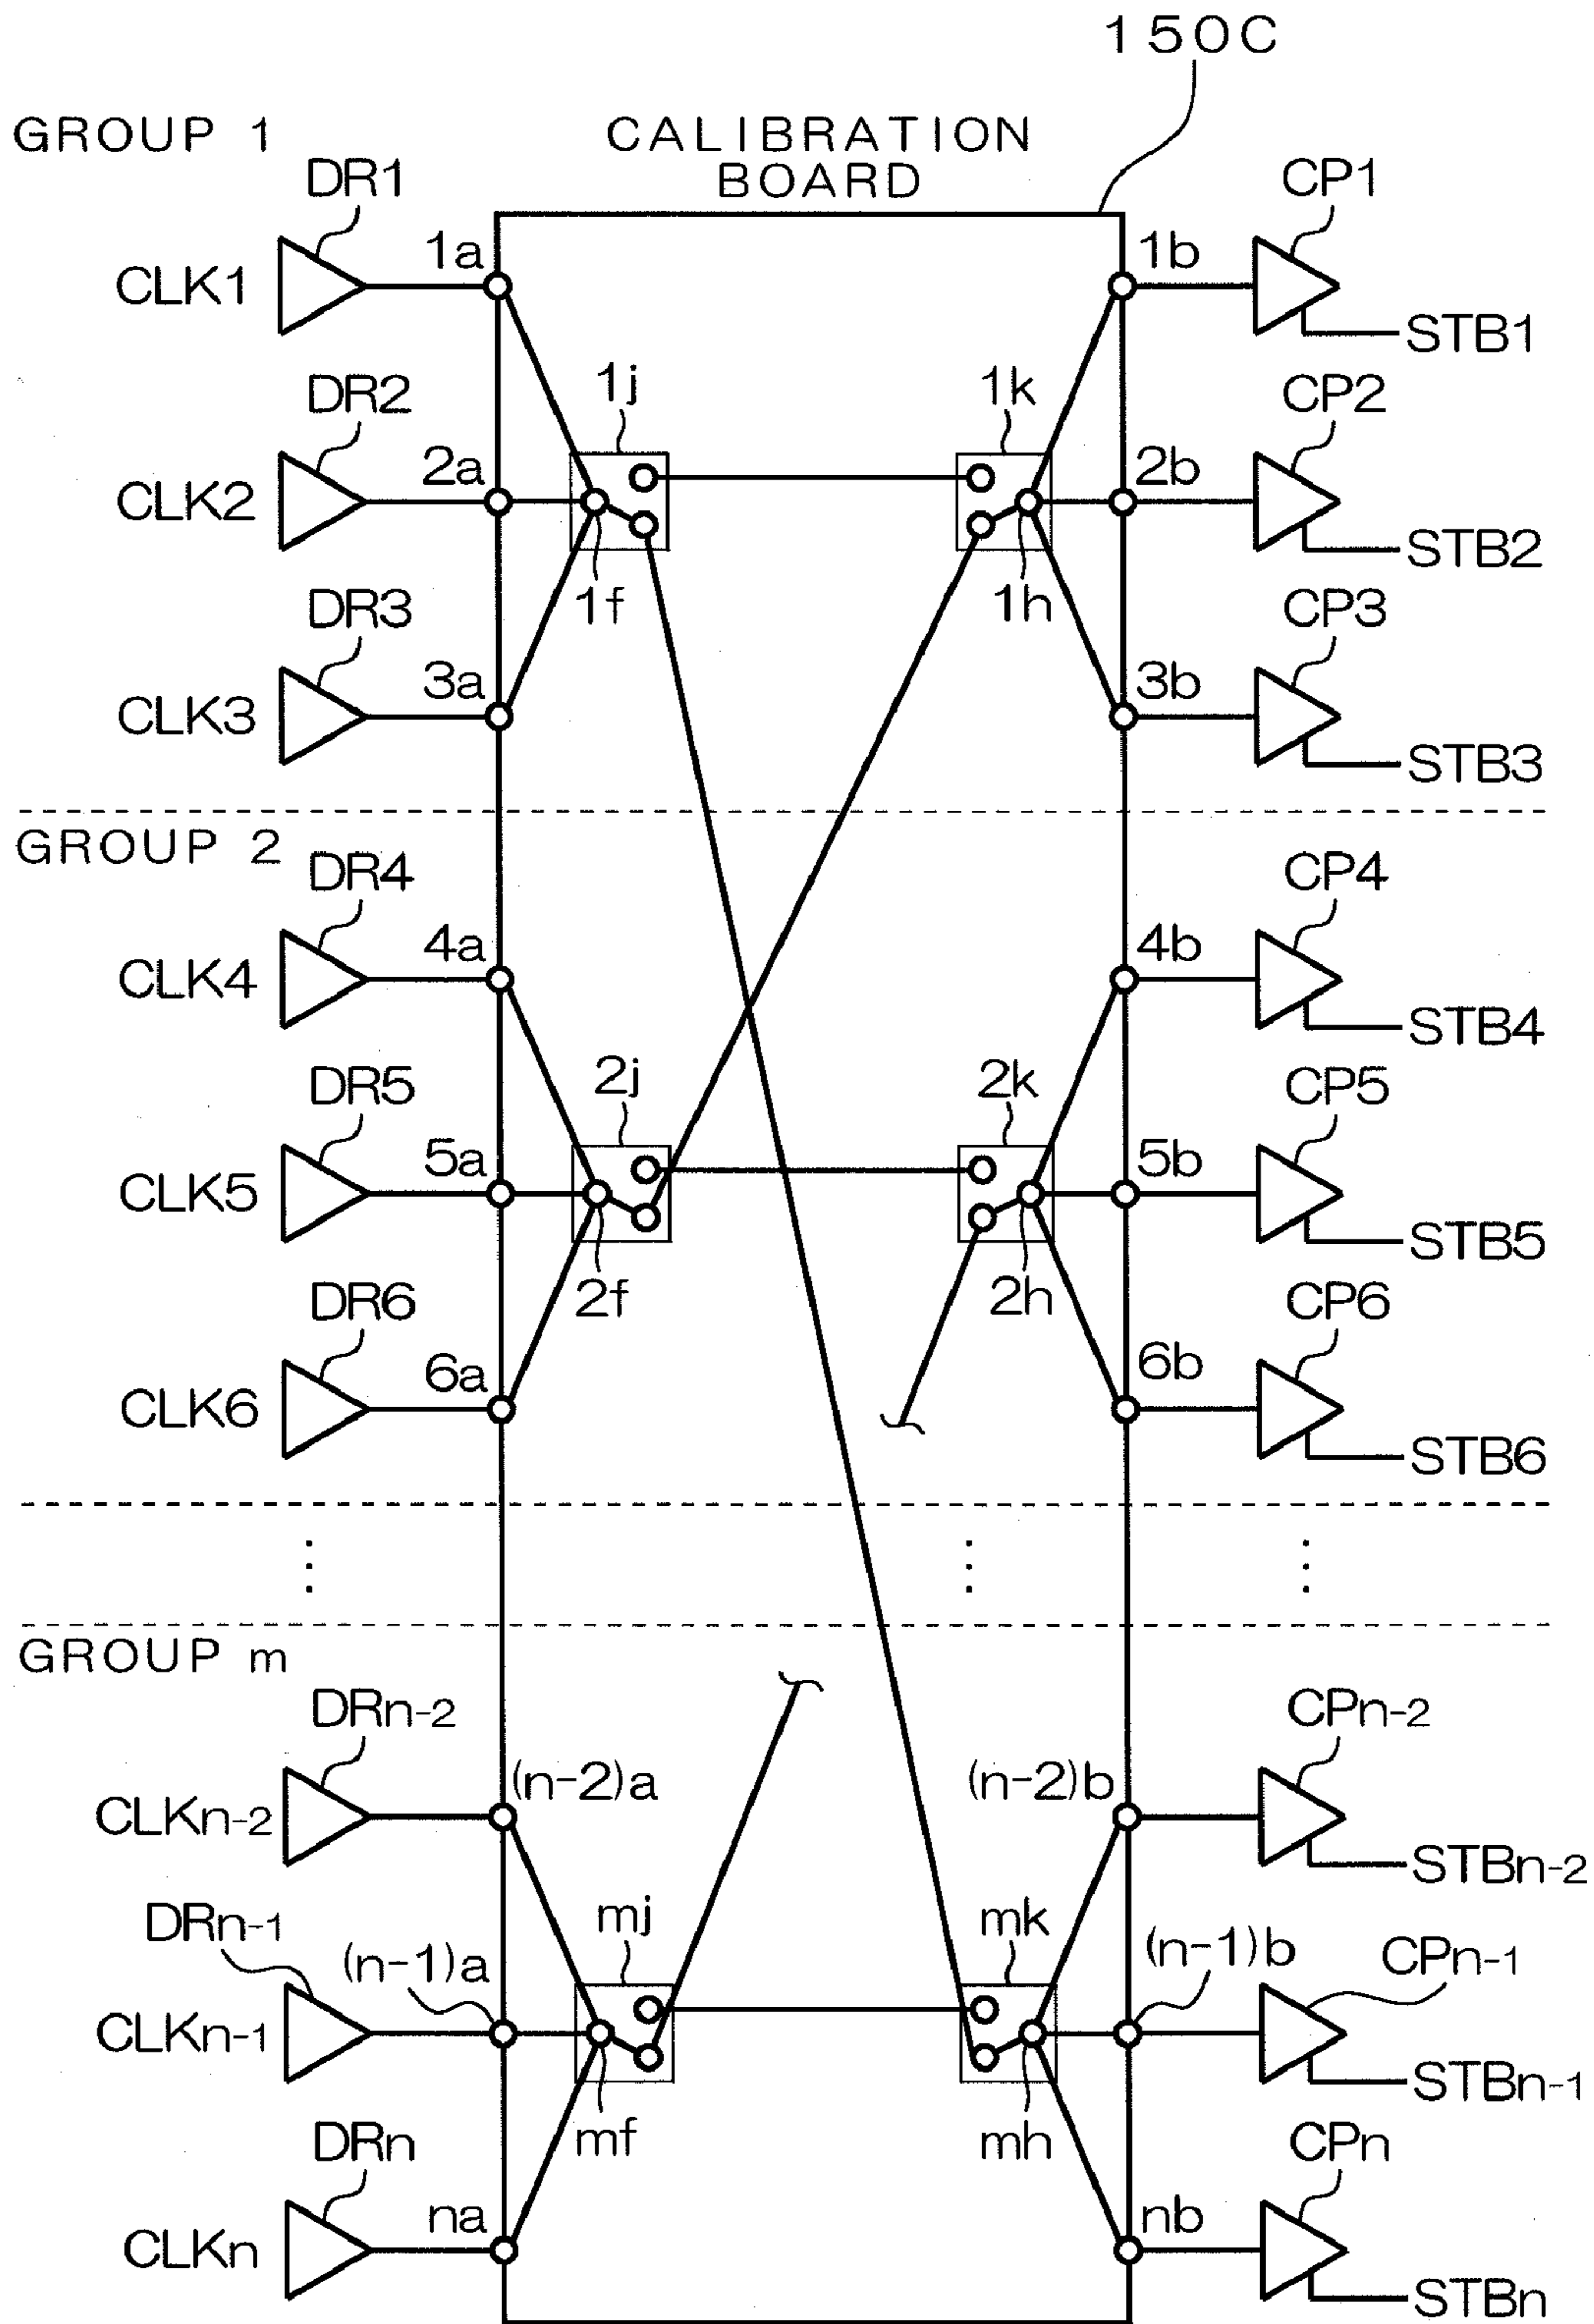 150C
GROUP 1
CALIBRATION
BOARD
DR1
CP1
1a
1b
CLK1
STB1
DR2
1j
1k
CP2
2a
2b
CLK2
STB2
DR3
1f
1h
CP3
3a
3b
CLK3
STB3
GROUP 2
DR4
CP4
4a
4b
CLK4
STB4
DR5
2j
2k
CP5
5a
5b
CLK5
STB5
DR6
2f
2h
CP6
6a
6b
CLK6
STB6
GROUP m
DRn-2
CPn-2
(n-2)a
(n-2)b
CLKn-2
STBn-2
DRn-1
mj
mk
CPn-1
(n-1)a
(n-1)b
CLKn-1
STBn-1
DRn
mf
mh
CPn
na
nb
CLKn
STBn